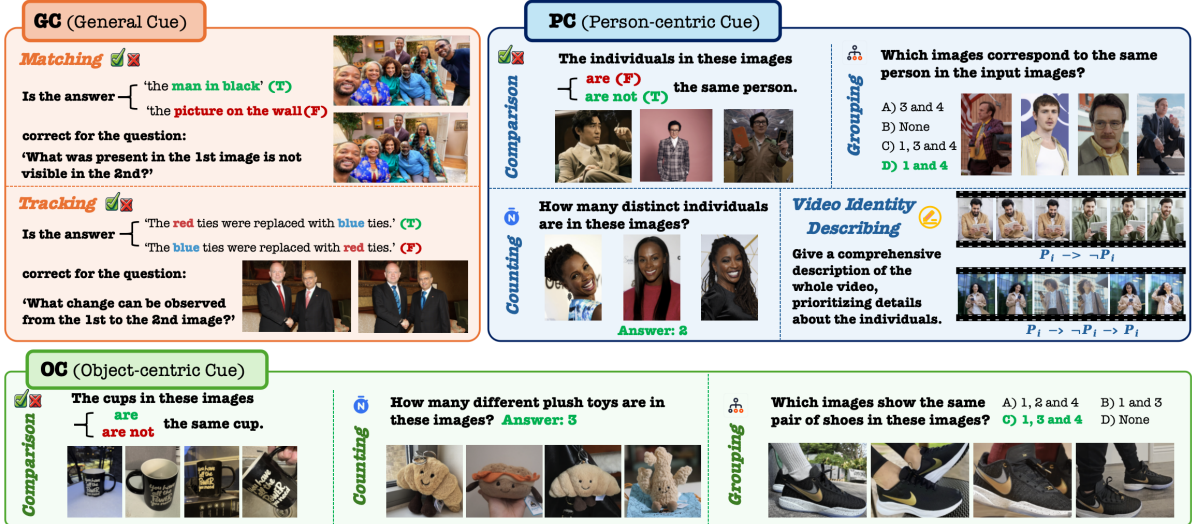 GC (General Cue)
Matching
Is the answer
'the man in black' (T)
'the picture on the wall(F)
correct for the question:
'What was present in the 1st image is not
visible in the 2nd?'
Tracking
Is the answer
'The red ties were replaced with blue ties.' (T)
'The blue ties were replaced with red ties.' (F)
correct for the question:
'What change can be observed
from the 1st to the 2nd image?'
PC (Person-centric Cue)
Comparison
The individuals in these images
are (F)
are not (T)
the same person.
Grouping
Which images correspond to the same
person in the input images?
A) 3 and 4
B) None
C) 1, 3 and 4
D) 1 and 4
Counting
N
How many distinct individuals
are in these images?
Answer: 2
Video Identity
Describing
Give a comprehensive
description of the
whole video,
prioritizing details
about the individuals.
Pi -> ¬Pi
Pi -> ¬Pi -> Pi
OC (Object-centric Cue)
Comparison
The cups in these images
are
are not
the same cup.
Counting
N
How many different plush toys are in
these images? Answer: 3
Grouping
Which images show the same
pair of shoes in these images?
A) 1, 2 and 4
B) 1 and 3
C) 1, 3 and 4
D) None